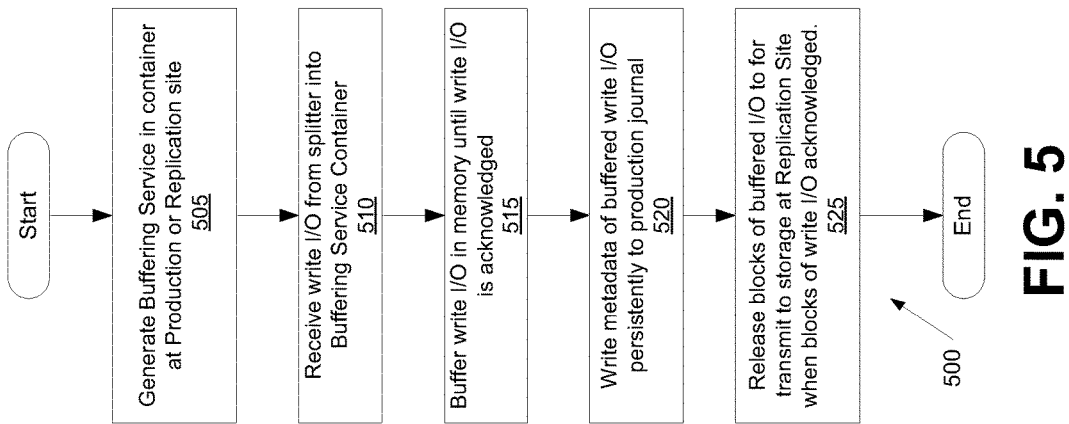 Start
Generate Buffering Service in container
at Production or Replication site
505
Receive write I/O from splitter into
Buffering Service Container
510
Buffer write I/O in memory until write I/O
is acknowledged
515
Write metadata of buffered write I/O
persistently to production journal
520
Release blocks of buffered I/O to for
transmit to storage at Replication Site
when blocks of write I/O acknowledged.
525
End
500
FIG. 5